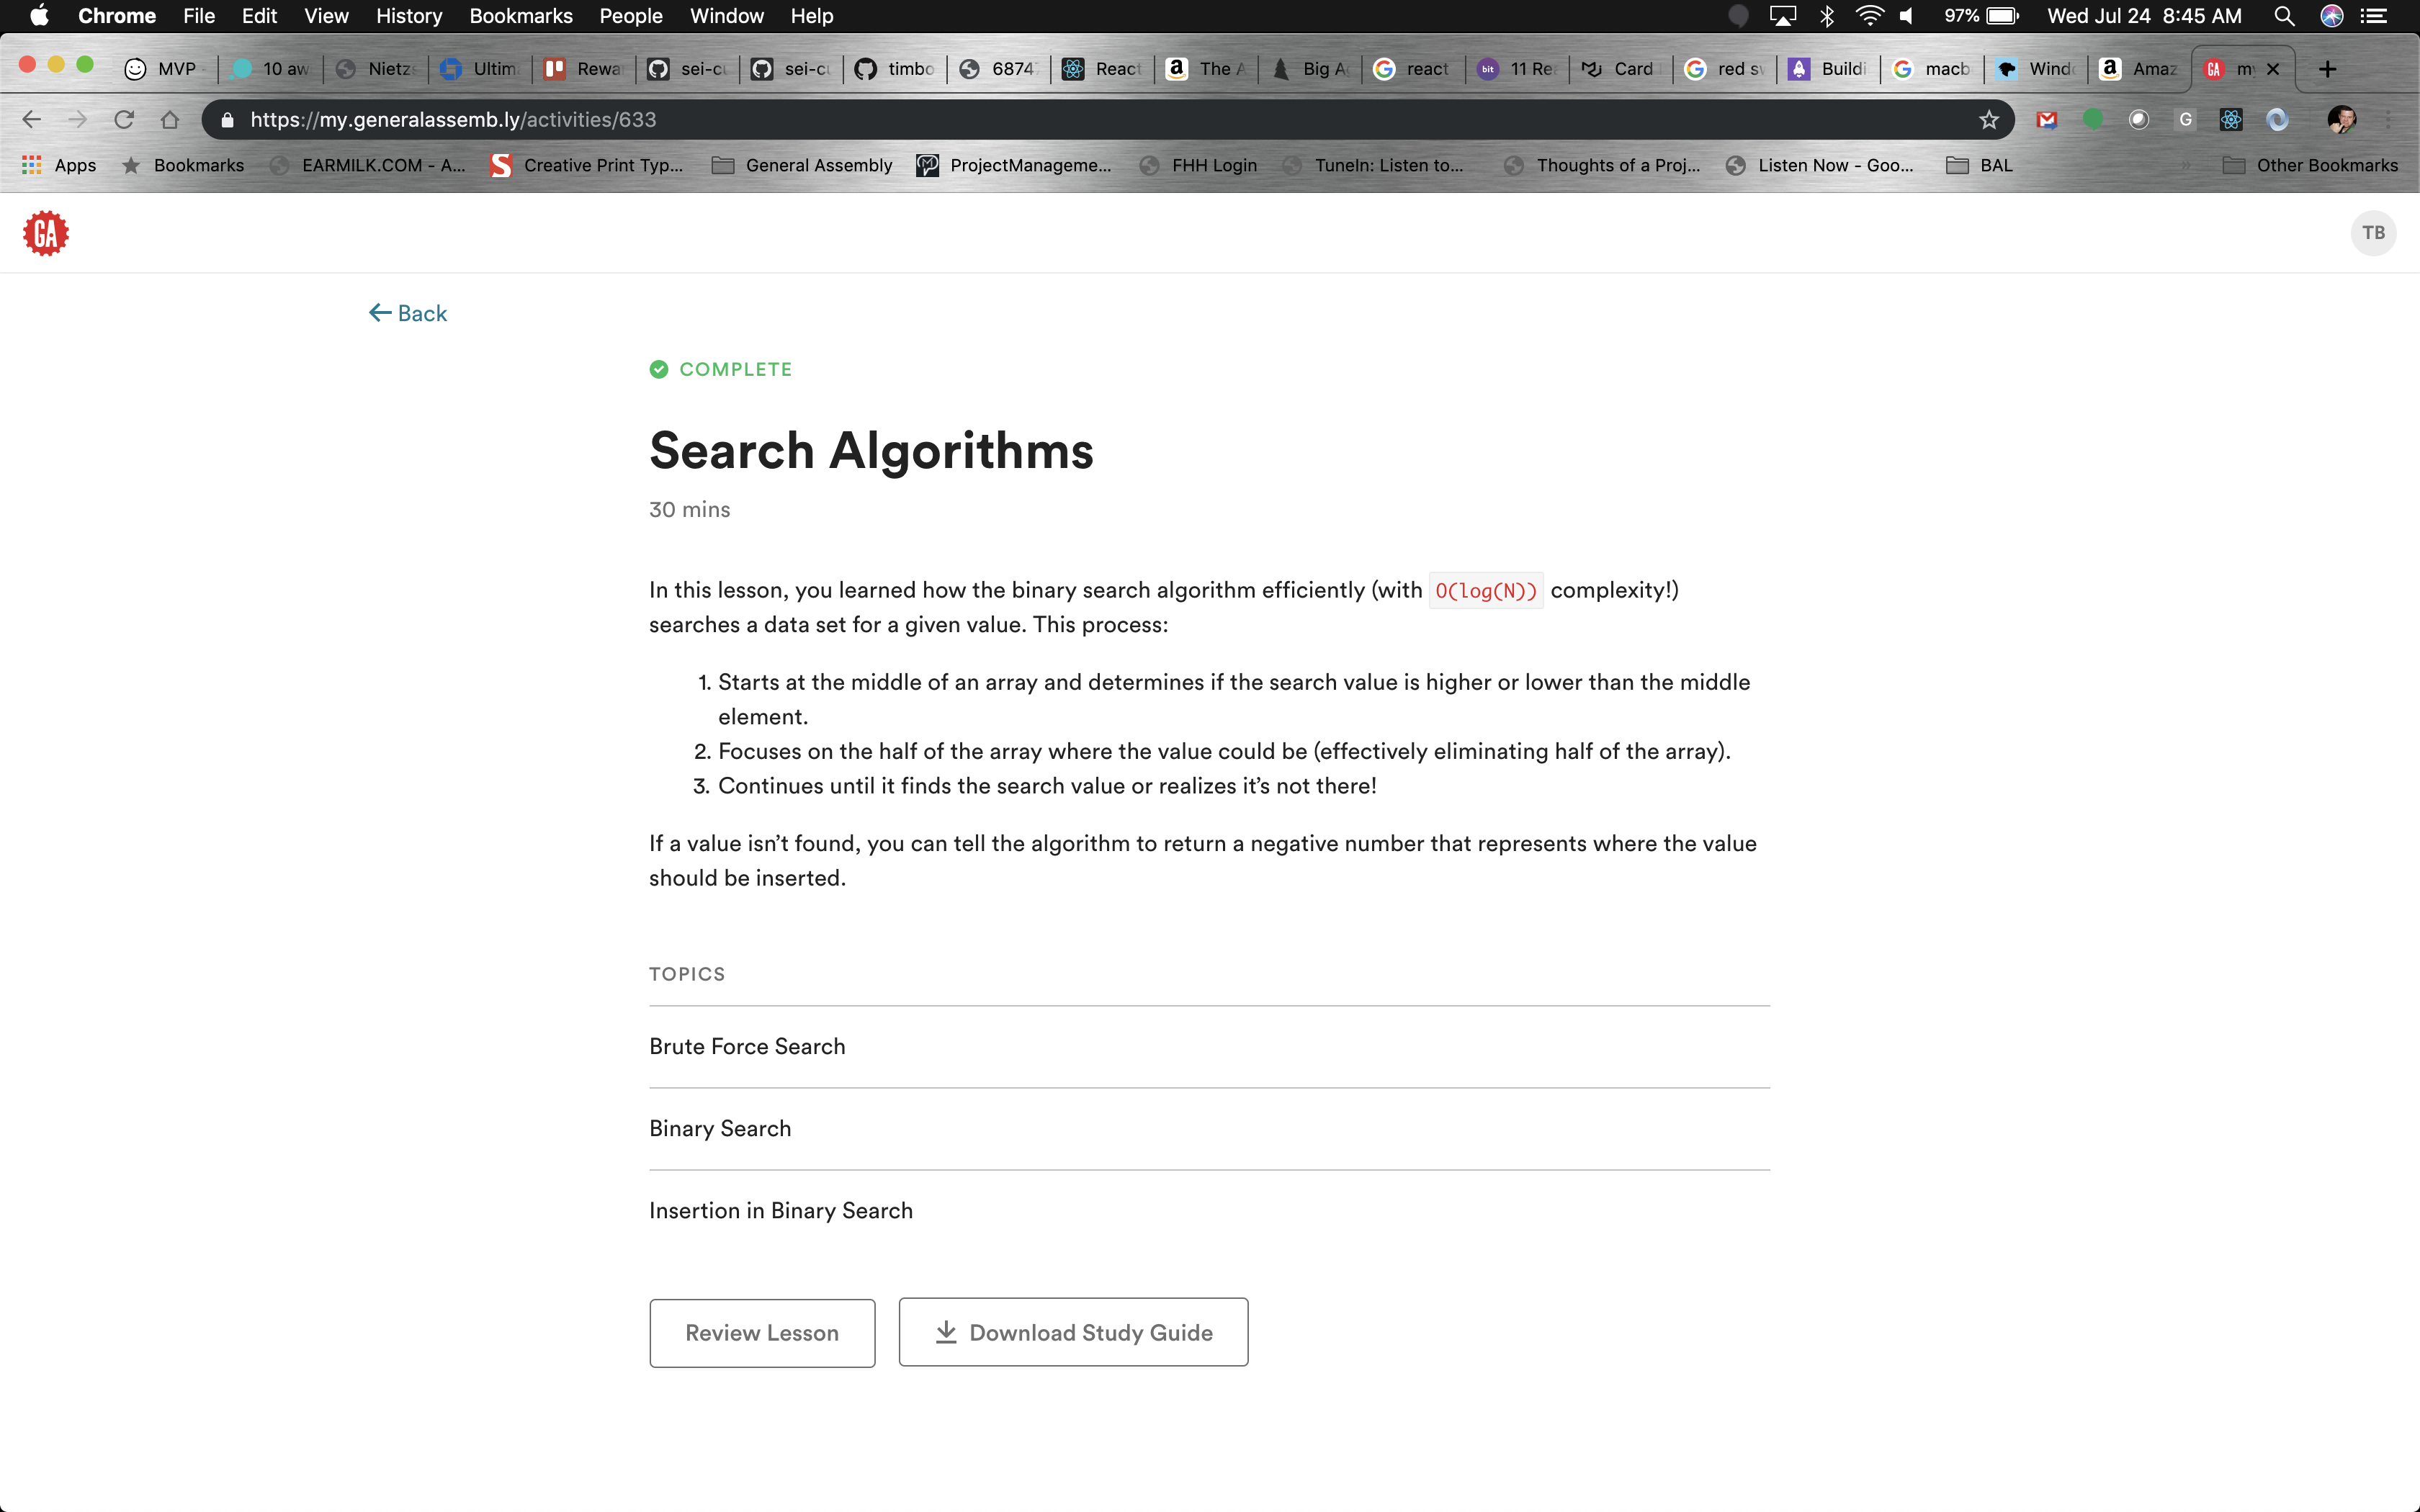 Chrome File Edit View History Bookmarks People Window Help 97% Wed Jul 24 8:45 AM
MVP 10 aw Nietz Ultim Rewa sei-cu sei-cu timbo 6874 React The A Big A react bit 11 Re Card red s Buildi macb Wind Amaz GA my
https://my.generalassemb.ly/activities/633
Apps Bookmarks EARMILK.COM - A... Creative Print Typ... General Assembly ProjectManageme... FHH Login TuneIn: Listen to... Thoughts of a Proj... Listen Now - Goo... BAL » Other Bookmarks
GA TB
Back
COMPLETE
Search Algorithms
30 mins
In this lesson, you learned how the binary search algorithm efficiently (with O(log(N)) complexity!)
searches a data set for a given value. This process:
1. Starts at the middle of an array and determines if the search value is higher or lower than the middle
element.
2. Focuses on the half of the array where the value could be (effectively eliminating half of the array).
3. Continues until it finds the search value or realizes it’s not there!
If a value isn’t found, you can tell the algorithm to return a negative number that represents where the value
should be inserted.
TOPICS
Brute Force Search
Binary Search
Insertion in Binary Search
Review Lesson Download Study Guide